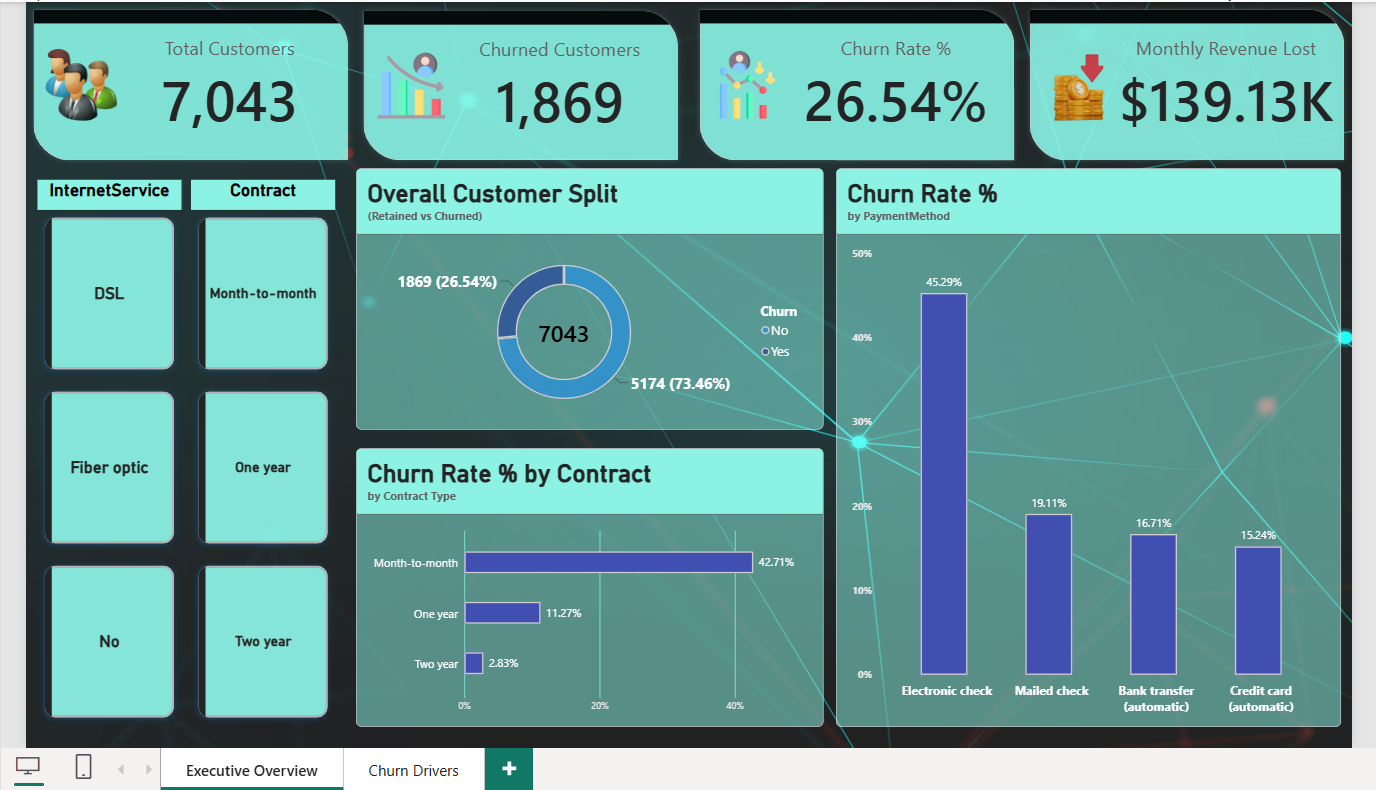 Total Customers
7,043
Churned Customers
1,869
Churn Rate %
26.54%
Monthly Revenue Lost
$139.13K
InternetService
DSL
Fiber optic
No
Contract
Month-to-month
One year
Two year
Overall Customer Split
(Retained vs Churned)
1869 (26.54%)
7043
5174 (73.46%)
Churn
No
Yes
Churn Rate % by Contract
by Contract Type
Month-to-month
42.71%
One year
11.27%
Two year
2.83%
0%
20%
40%
Churn Rate %
by PaymentMethod
50%
40%
30%
20%
10%
0%
45.29%
19.11%
16.71%
15.24%
Electronic check
Mailed check
Bank transfer
(automatic)
Credit card
(automatic)
Executive Overview
Churn Drivers